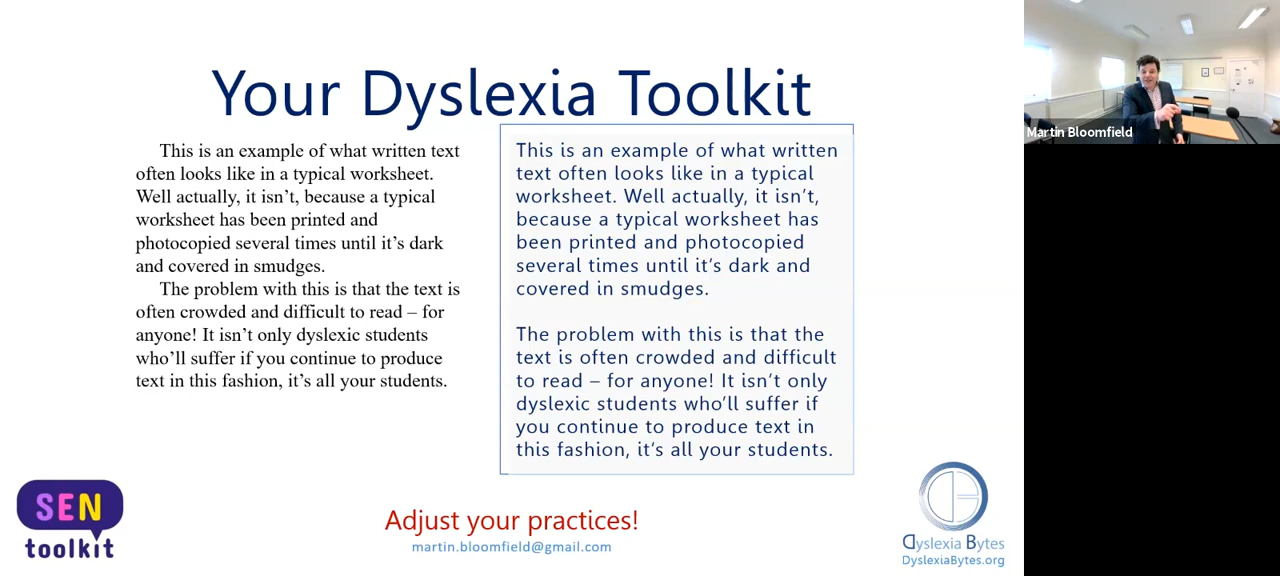 Your Dyslexia Toolkit
This is an example of what written text
often looks like in a typical worksheet.
Well actually, it isn't, because a typical
worksheet has been printed and
photocopied several times until it's dark
and covered in smudges.
The problem with this is that the text is
often crowded and difficult to read – for
anyone! It isn't only dyslexic students
who'll suffer if you continue to produce
text in this fashion, it's all your students.
This is an example of what written
text often looks like in a typical
worksheet. Well actually, it isn't,
because a typical worksheet has
been printed and photocopied
several times until it's dark and
covered in smudges.
The problem with this is that the
text is often crowded and difficult
to read – for anyone! It isn't only
dyslexic students who'll suffer if
you continue to produce text in
this fashion, it's all your students.
SEN
toolkit
Adjust your practices!
martin.bloomfield@gmail.com
Dyslexia Bytes
DyslexiaBytes.org
Martin Bloomfield